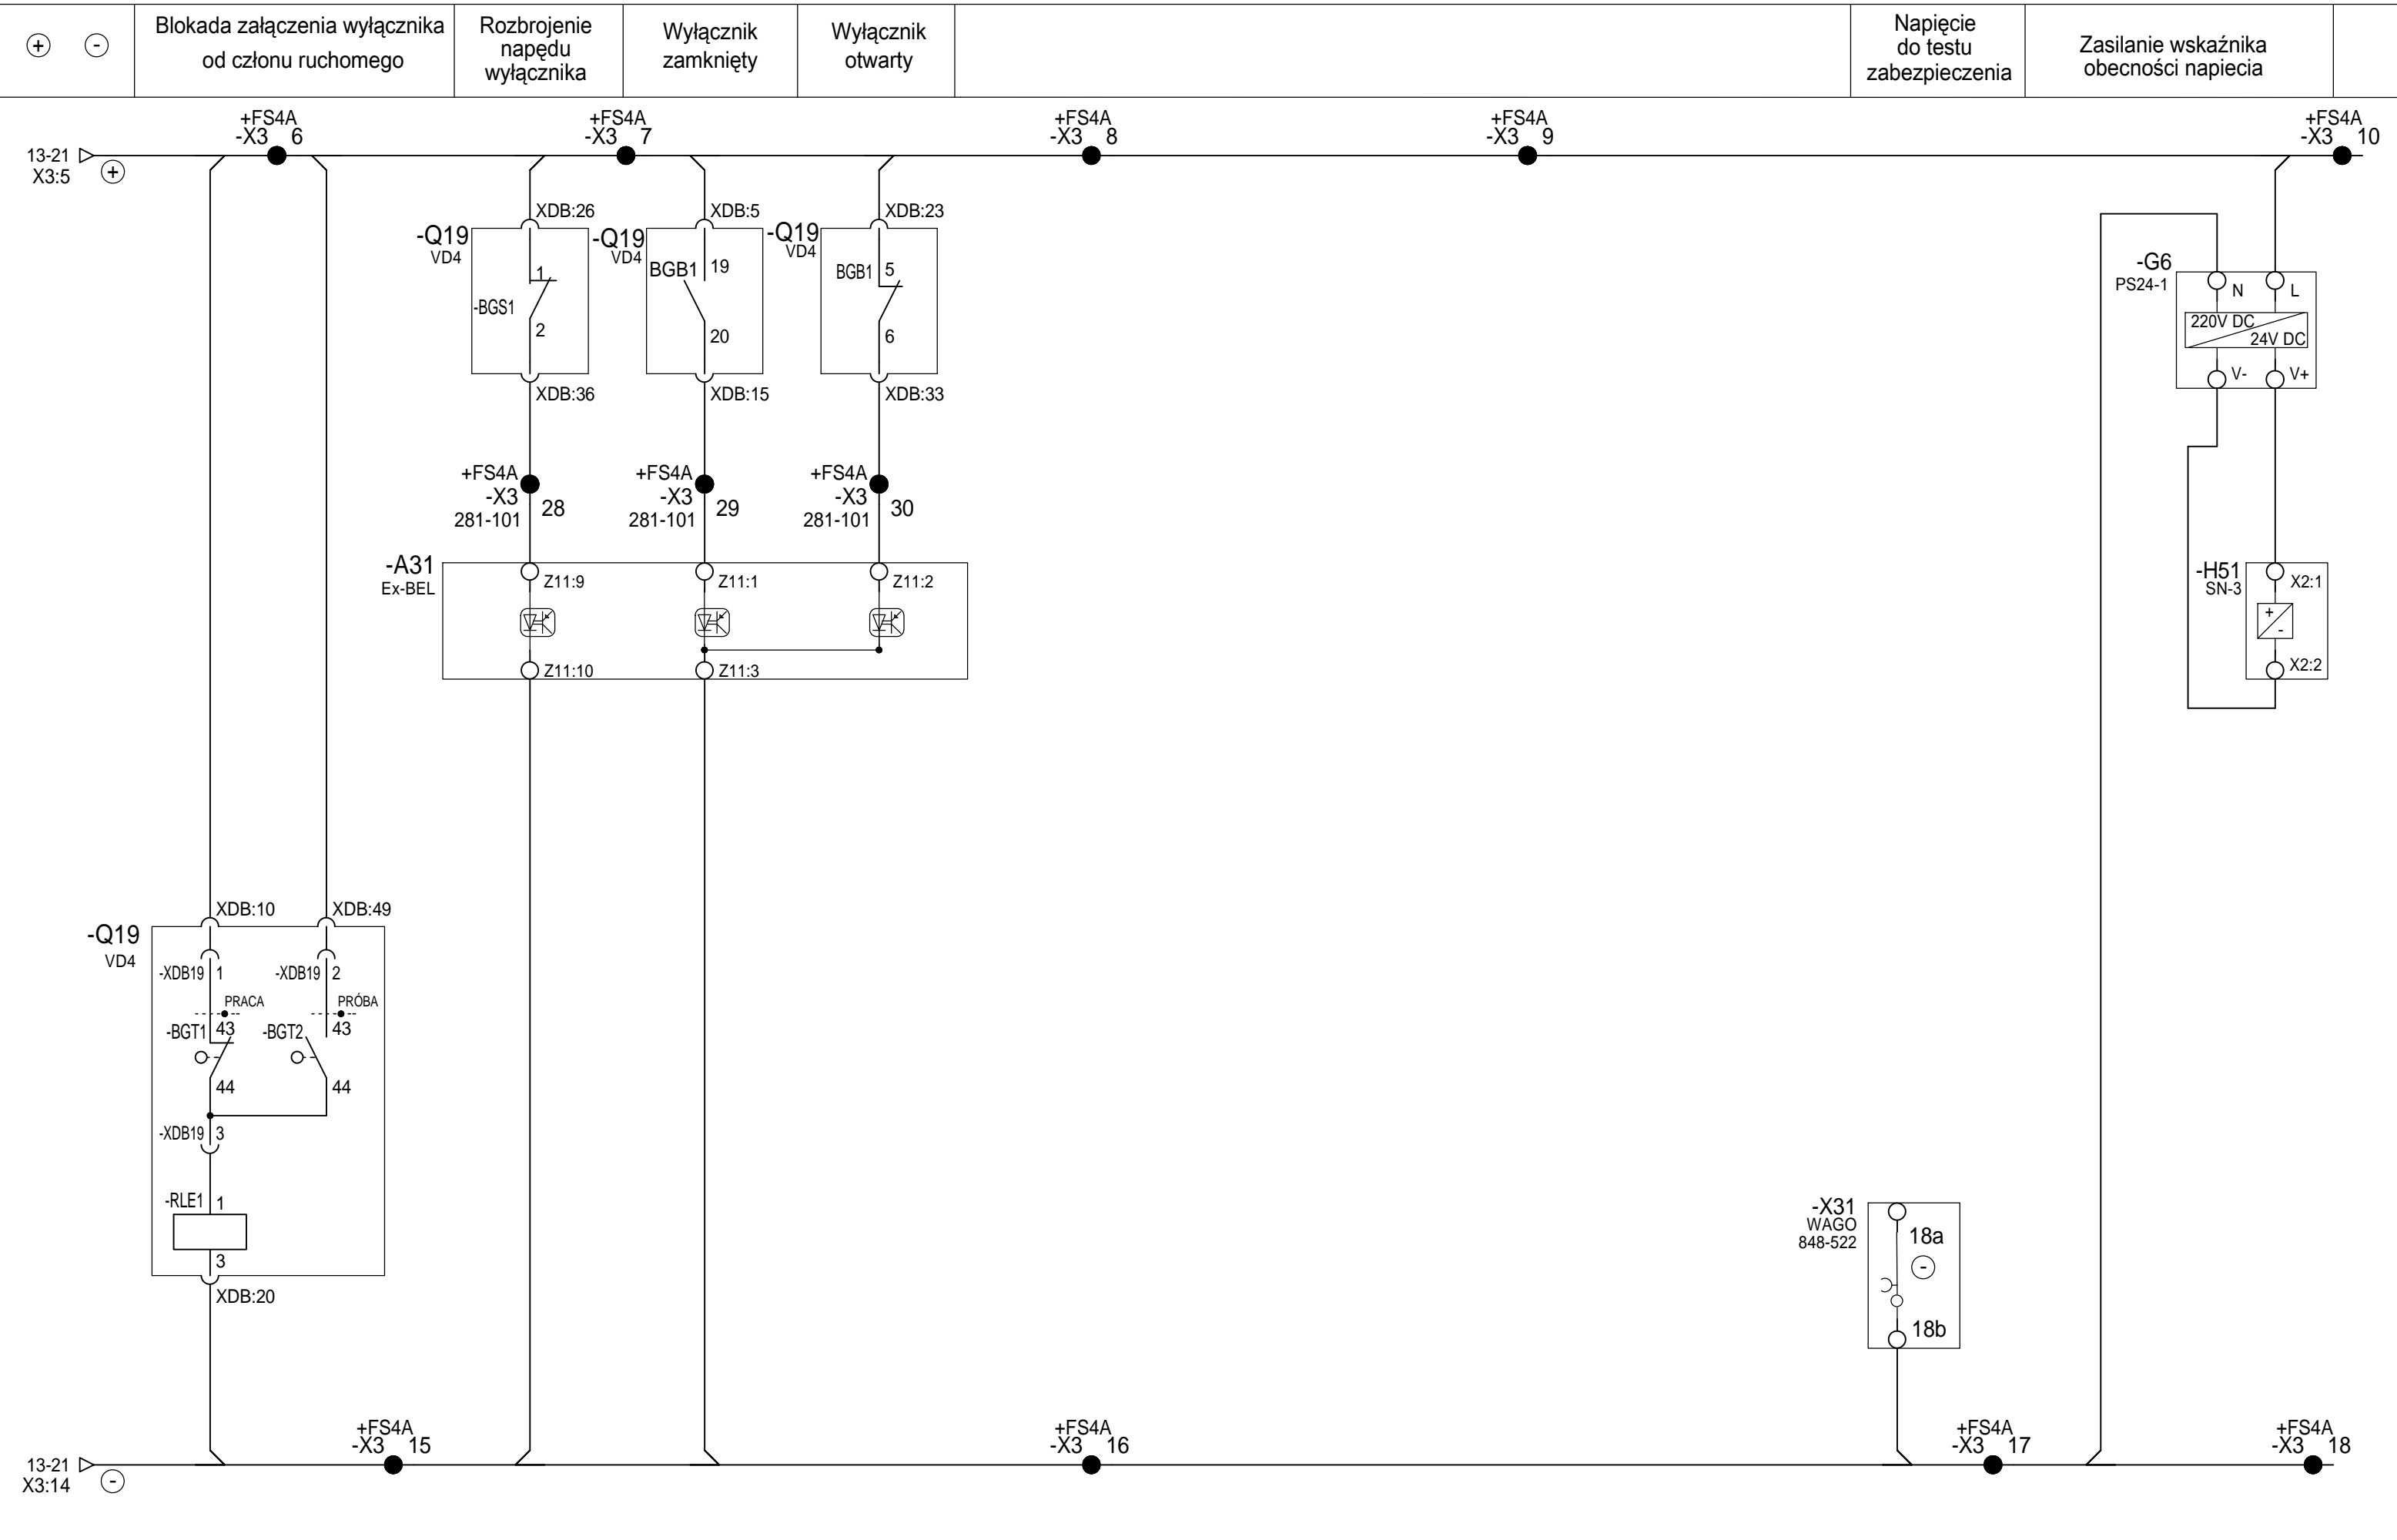 + -
Blokada załączenia wyłącznika
od członu ruchomego
Rozbrojenie
napędu
wyłącznika
Wyłącznik
zamknięty
Wyłącznik
otwarty
Napięcie
do testu
zabezpieczenia
Zasilanie wskaźnika
obecności napiecia
+FS4A
-X3 6
+FS4A
-X3 7
+FS4A
-X3 8
+FS4A
-X3 9
+FS4A
-X3 10
13-21
X3:5
+
XDB:26
-Q19
VD4
1
-BGS1
2
XDB:36
XDB:5
-Q19
VD4
BGB1 19
20
XDB:15
XDB:23
-Q19
VD4
BGB1 5
6
XDB:33
-G6
PS24-1
N L
220V DC
24V DC
V- V+
+FS4A
-X3
281-101
28
+FS4A
-X3
281-101
29
+FS4A
-X3
281-101
30
-A31
Ex-BEL
Z11:9
Z11:1
Z11:2
Z11:10
Z11:3
-H51
SN-3
X2:1
+
-
X2:2
XDB:10
XDB:49
-Q19
VD4
-XDB19 1
-XDB19 2
PRACA
PRÓBA
-BGT1 43
-BGT2 43
44
44
-XDB19 3
-RLE1 1
3
XDB:20
-X31
WAGO
848-522
18a
-
18b
+FS4A
-X3 15
+FS4A
-X3 16
+FS4A
-X3 17
+FS4A
-X3 18
13-21
X3:14
-